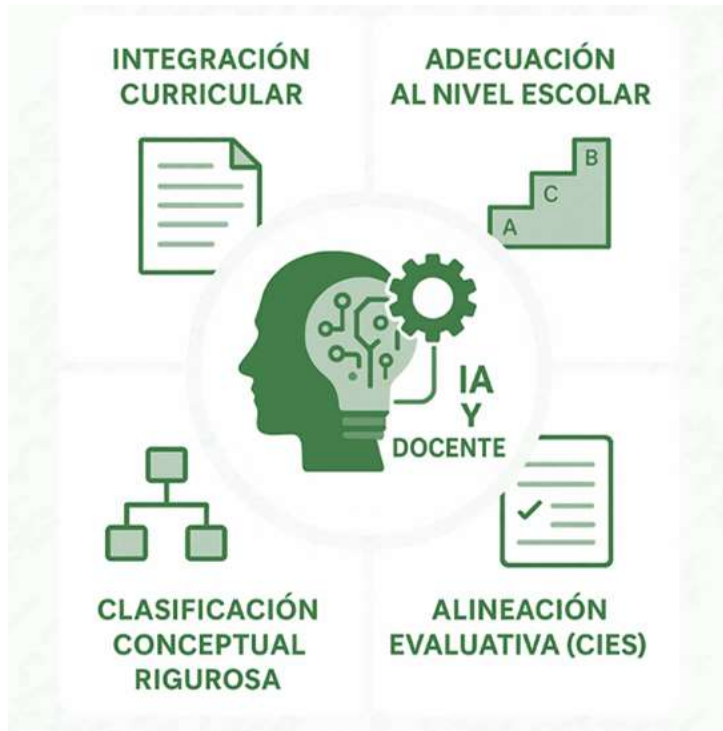 INTEGRACIÓN
CURRICULAR
ADECUACIÓN
AL NIVEL ESCOLAR
A
C
B
IA
Y
DOCENTE
CLASIFICACIÓN
CONCEPTUAL
RIGUROSA
ALINEACIÓN
EVALUATIVA (CIES)